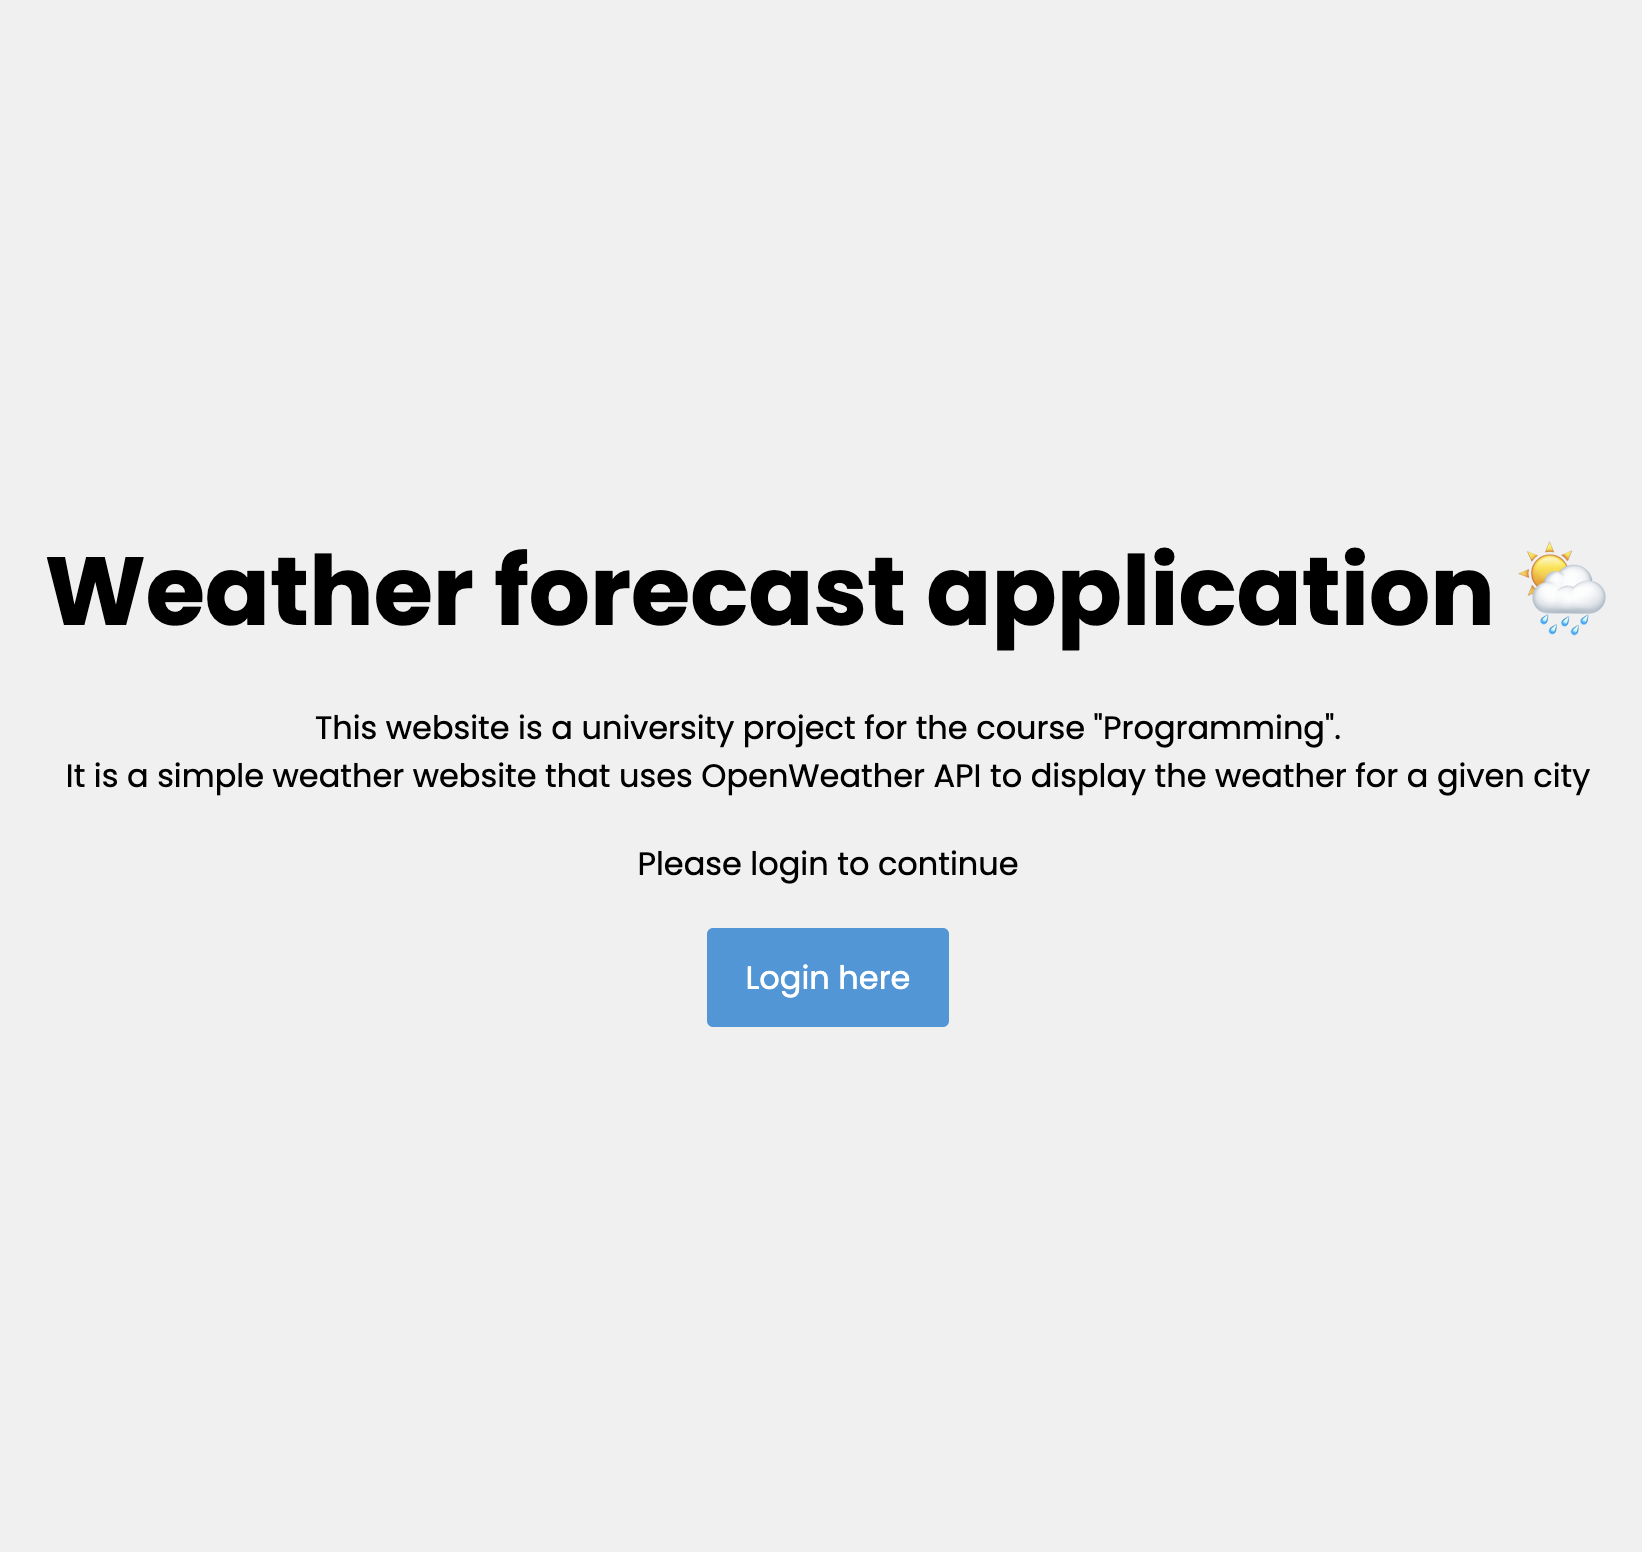 Weather forecast application 🌦️
This website is a university project for the course "Programming".
It is a simple weather website that uses OpenWeather API to display the weather for a given city
Please login to continue
Login here